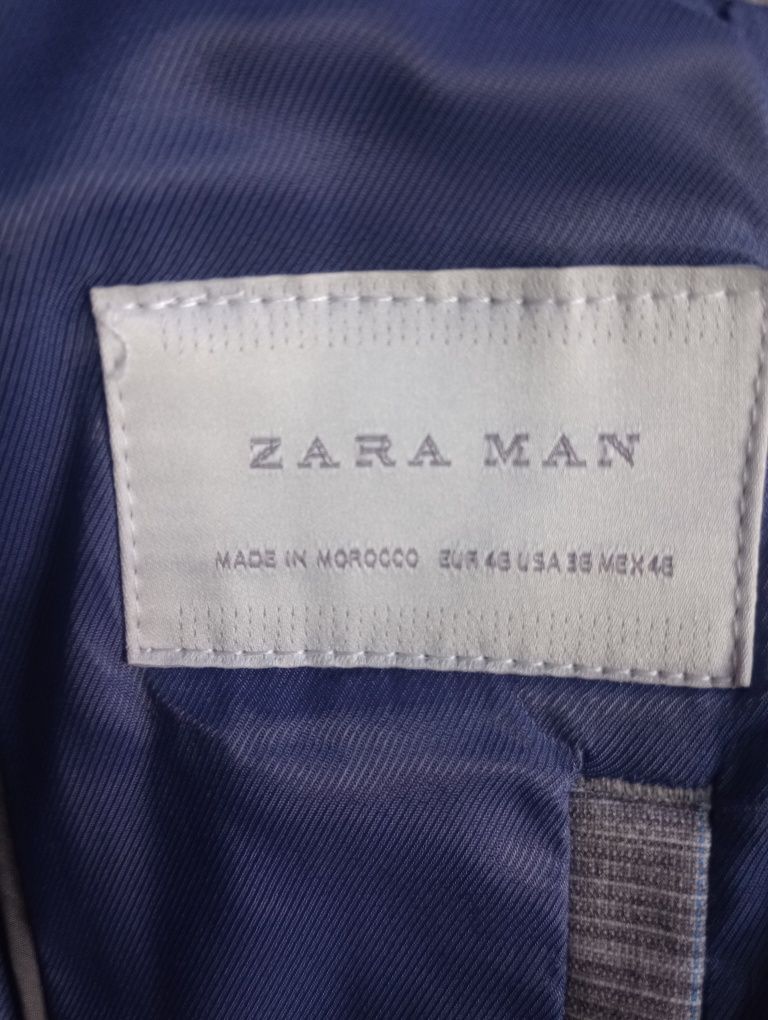 ZARA MAN
MADE IN MOROCCO EUR 46 USA 36 MEX 46